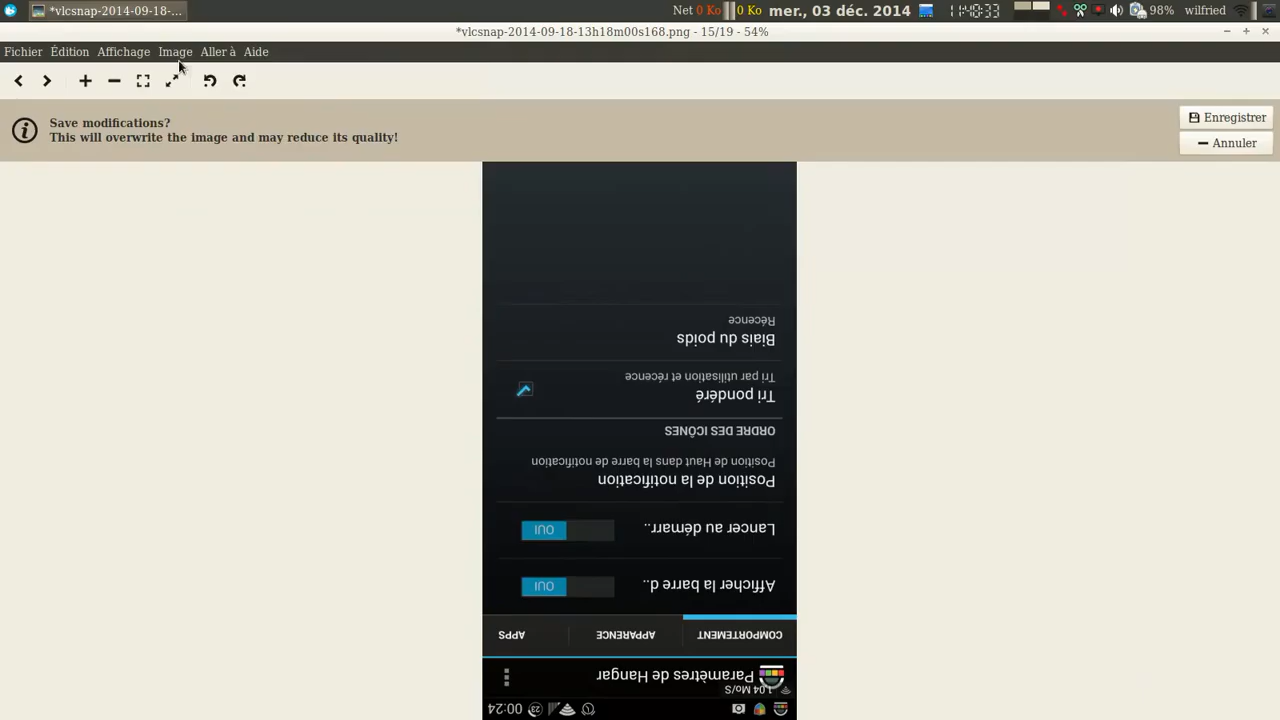 *vlcsnap-2014-09-18-... Net 0 Ko 0 Ko mer., 03 déc. 2014 98% wilfried
*vlcsnap-2014-09-18-13h18m00s168.png - 15/19 - 54%
Fichier Édition Affichage Image Aller à Aide
Save modifications?
This will overwrite the image and may reduce its quality!
Enregistrer
Annuler
00:24
1.04 Mo/S
Paramètres de Hangar
COMPORTEMENT APPARENCE APPS
Afficher la barre d.. OUI
Lancer au démarr.. OUI
Position de la notification
Position de Haut dans la barre de notification
ORDRE DES ICÔNES
Tri pondéré
Tri par utilisation et récence
Biais du poids
Récence